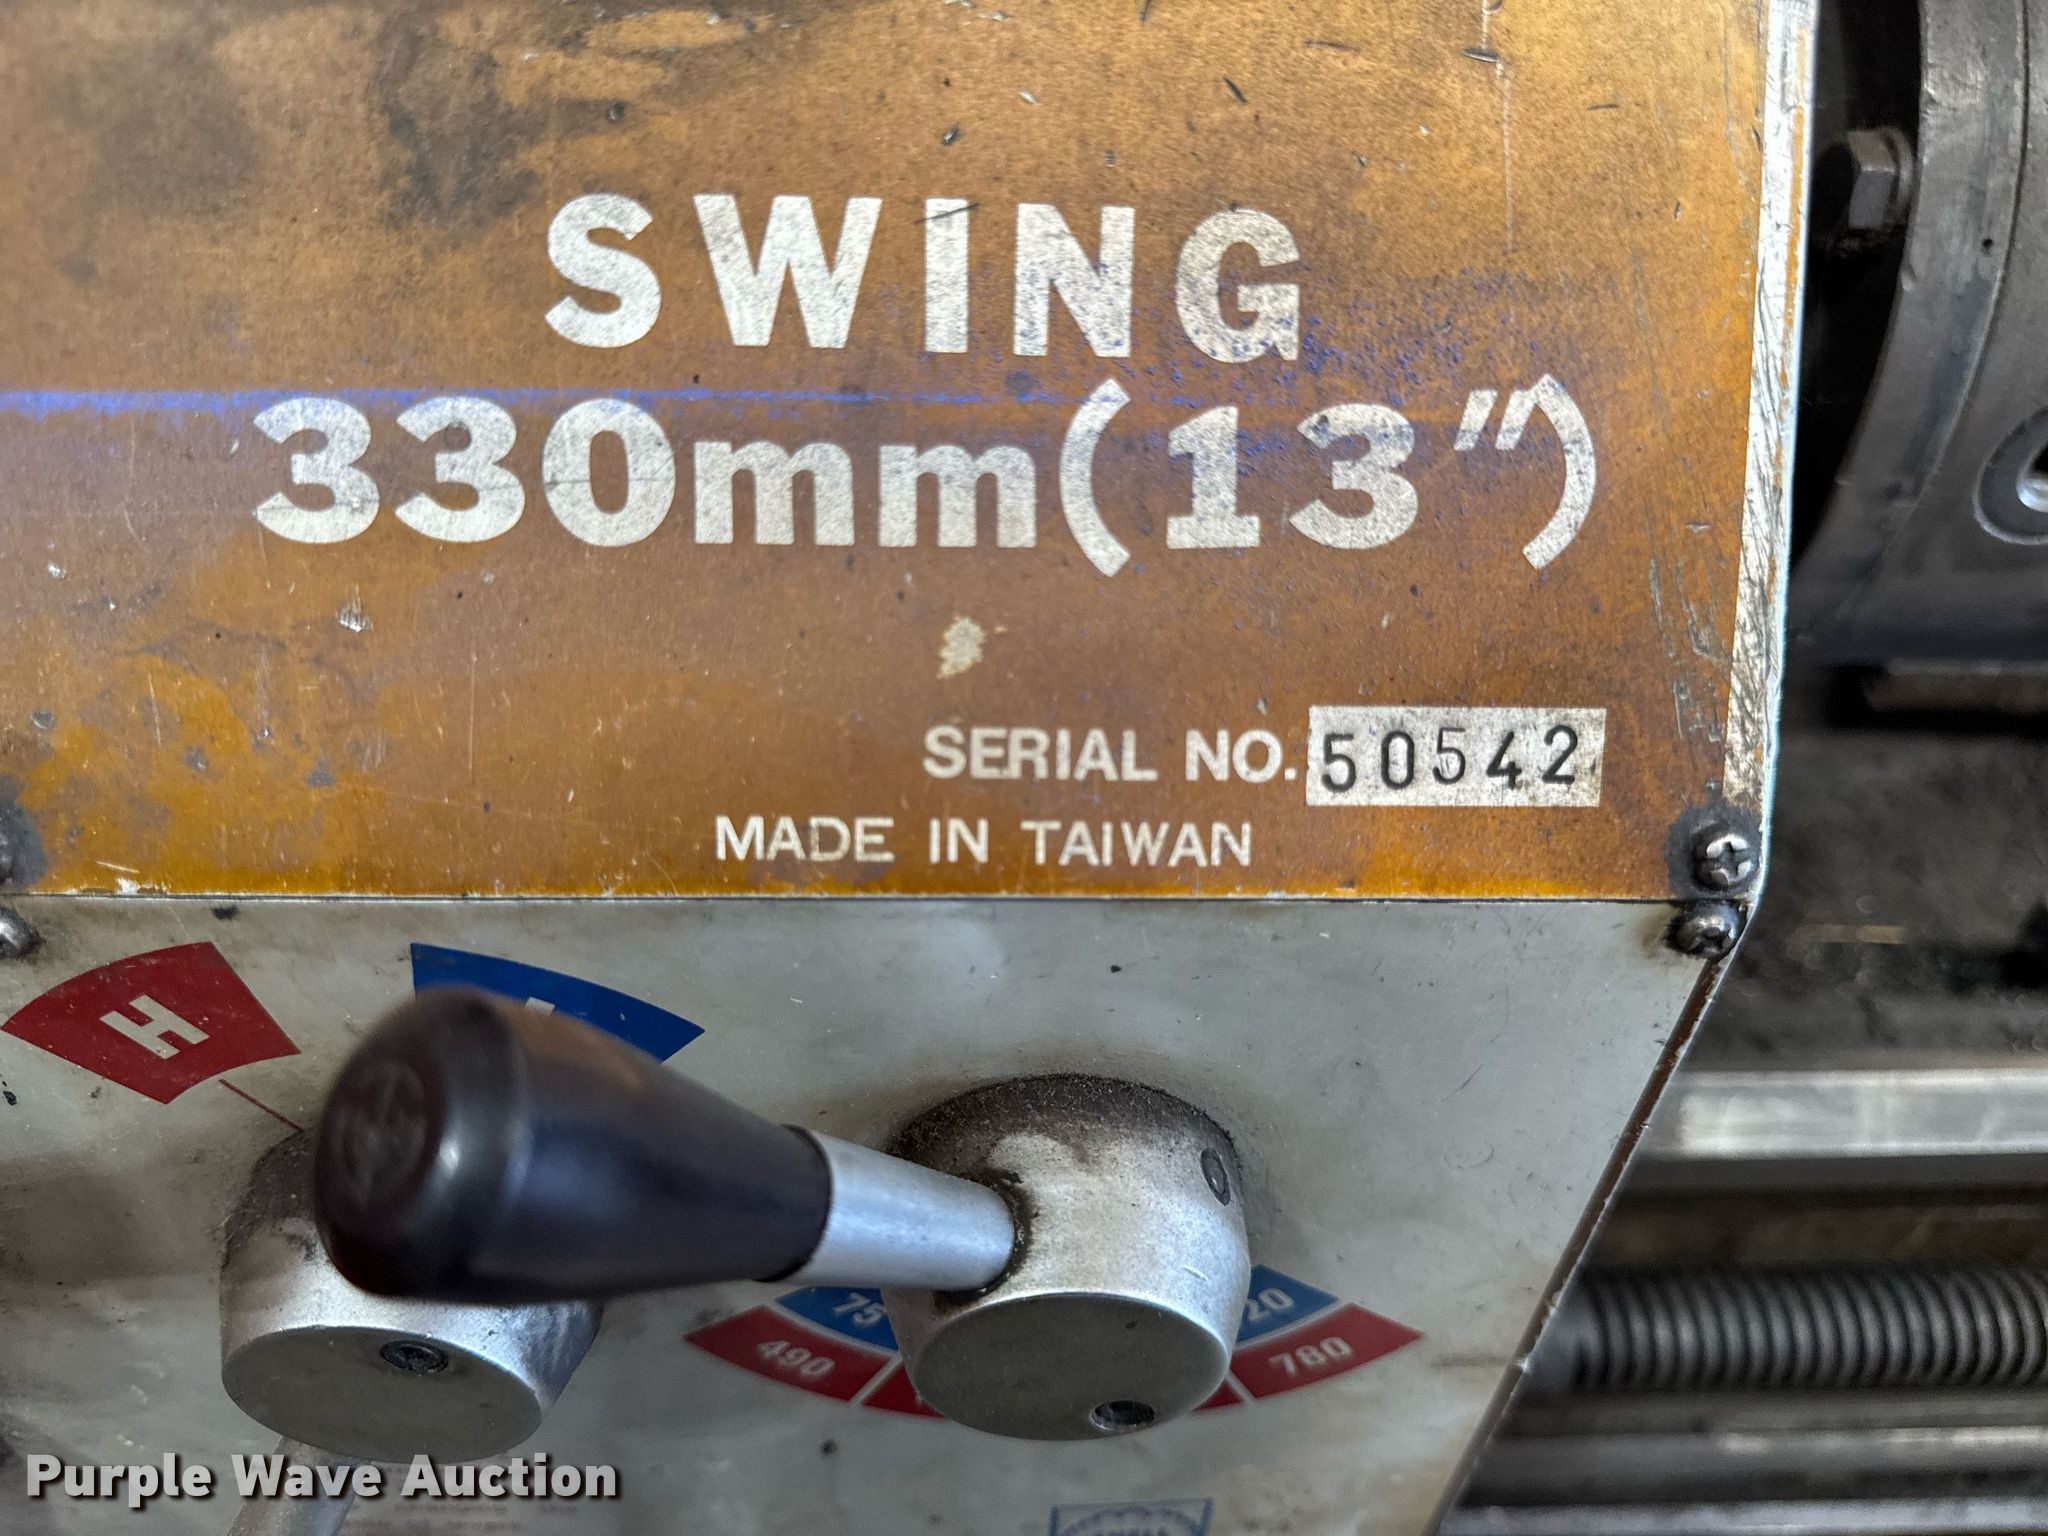 SWING
330mm(13")
SERIAL NO. 50542
MADE IN TAIWAN
H
75
20
490
780
Purple Wave Auction